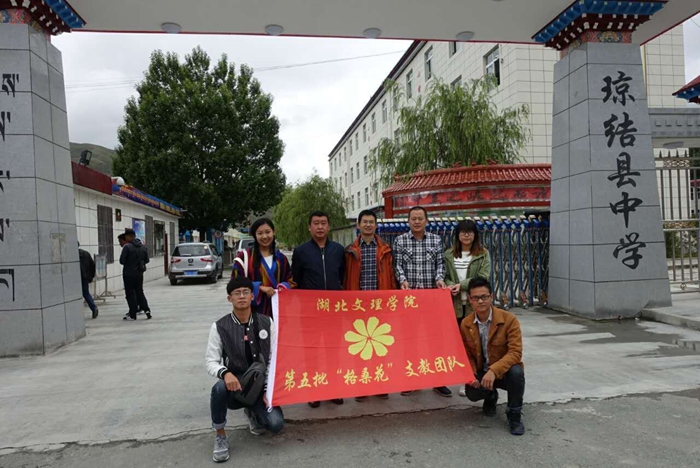 琼结县中学
湖北文理学院
第五批“格桑花”支教团队